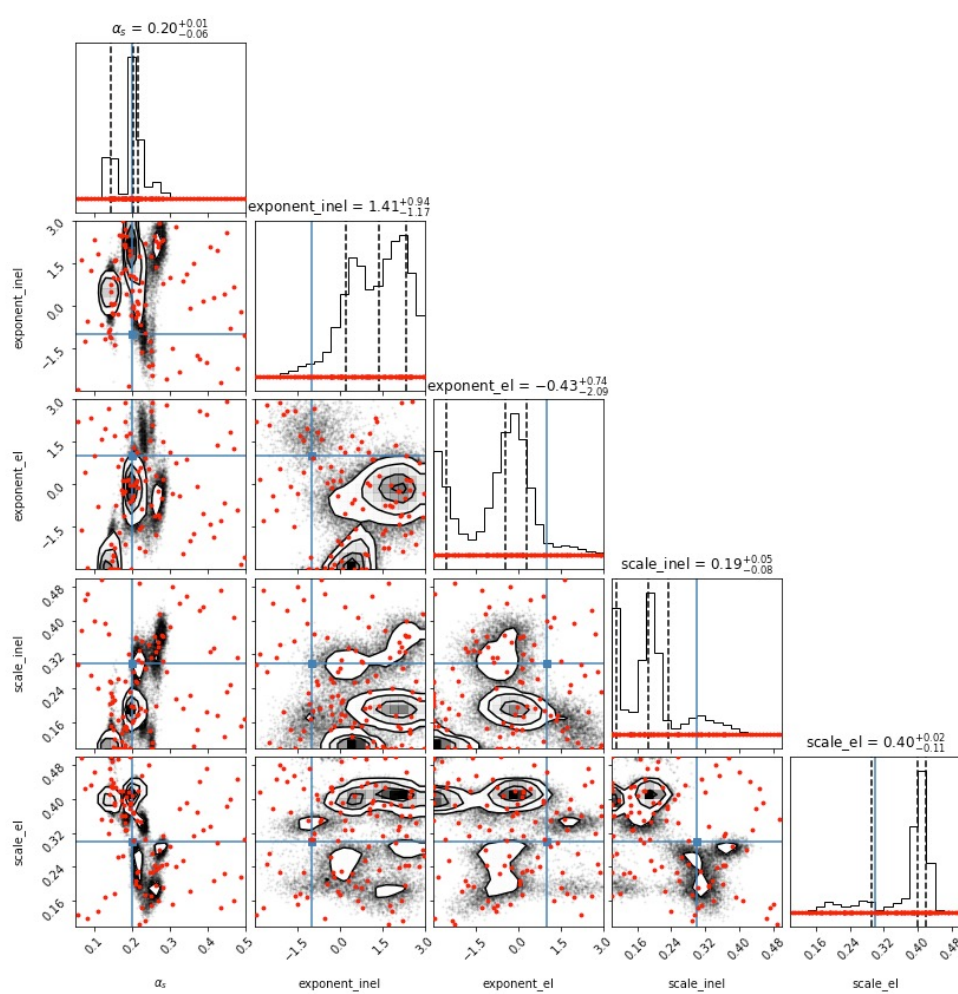 α_s = 0.20^{+0.01}_{−0.06}
exponent_inel = 1.41^{+0.94}_{−1.17}
3.0
1.5
0.0
−1.5
exponent_inel
exponent_el = −0.43^{+0.74}_{−2.09}
3.0
1.5
0.0
−1.5
exponent_el
scale_inel = 0.19^{+0.05}_{−0.08}
0.48
0.40
0.32
0.24
0.16
scale_inel
scale_el = 0.40^{+0.02}_{−0.11}
0.48
0.40
0.32
0.24
0.16
scale_el
0.1 0.2 0.3 0.4 0.5 −1.5 0.0 1.5 3.0 −1.5 0.0 1.5 3.0 0.16 0.24 0.32 0.40 0.48 0.16 0.24 0.32 0.40 0.48
α_s exponent_inel exponent_el scale_inel scale_el